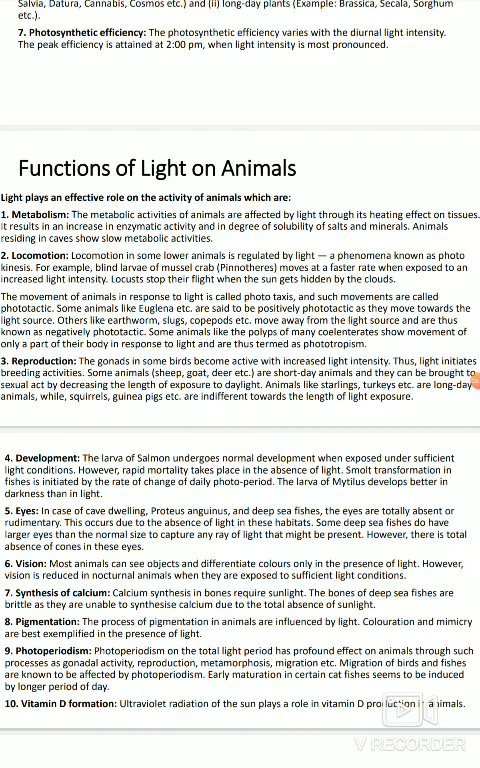 Salvia, Datura, Cannabis, Cosmos etc.) and (ii) long-day plants (Example: Brassica, Secala, Sorghum
etc.).
7. Photosynthetic efficiency: The photosynthetic efficiency varies with the diurnal light intensity.
The peak efficiency is attained at 2:00 pm, when light intensity is most pronounced.
Functions of Light on Animals
Light plays an effective role on the activity of animals which are:
1. Metabolism: The metabolic activities of animals are affected by light through its heating effect on tissues.
It results in an increase in enzymatic activity and in degree of solubility of salts and minerals. Animals
residing in caves show slow metabolic activities.
2. Locomotion: Locomotion in some lower animals is regulated by light — a phenomena known as photo
kinesis. For example, blind larvae of mussel crab (Pinnotheres) moves at a faster rate when exposed to an
increased light intensity. Locusts stop their flight when the sun gets hidden by the clouds.
The movement of animals in response to light is called photo taxis, and such movements are called
phototactic. Some animals like Euglena etc. are said to be positively phototactic as they move towards the
light source. Others like earthworm, slugs, copepods etc. move away from the light source and are thus
known as negatively phototactic. Some animals like the polyps of many coelenterates show movement of
only a part of their body in response to light and are thus termed as phototropism.
3. Reproduction: The gonads in some birds become active with increased light intensity. Thus, light initiates
breeding activities. Some animals (sheep, goat, deer etc.) are short-day animals and they can be brought to
sexual act by decreasing the length of exposure to daylight. Animals like starlings, turkeys etc. are long-day
animals, while, squirrels, guinea pigs etc. are indifferent towards the length of light exposure.
4. Development: The larva of Salmon undergoes normal development when exposed under sufficient
light conditions. However, rapid mortality takes place in the absence of light. Smolt transformation in
fishes is initiated by the rate of change of daily photo-period. The larva of Mytilus develops better in
darkness than in light.
5. Eyes: In case of cave dwelling, Proteus anguinus, and deep sea fishes, the eyes are totally absent or
rudimentary. This occurs due to the absence of light in these habitats. Some deep sea fishes do have
larger eyes than the normal size to capture any ray of light that might be present. However, there is total
absence of cones in these eyes.
6. Vision: Most animals can see objects and differentiate colours only in the presence of light. However,
vision is reduced in nocturnal animals when they are exposed to sufficient light conditions.
7. Synthesis of calcium: Calcium synthesis in bones require sunlight. The bones of deep sea fishes are
brittle as they are unable to synthesise calcium due to the total absence of sunlight.
8. Pigmentation: The process of pigmentation in animals are influenced by light. Colouration and mimicry
are best exemplified in the presence of light.
9. Photoperiodism: Photoperiodism on the total light period has profound effect on animals through such
processes as gonadal activity, reproduction, metamorphosis, migration etc. Migration of birds and fishes
are known to be affected by photoperiodism. Early maturation in certain cat fishes seems to be induced
by longer period of day.
10. Vitamin D formation: Ultraviolet radiation of the sun plays a role in vitamin D production in animals.
V RECORDER